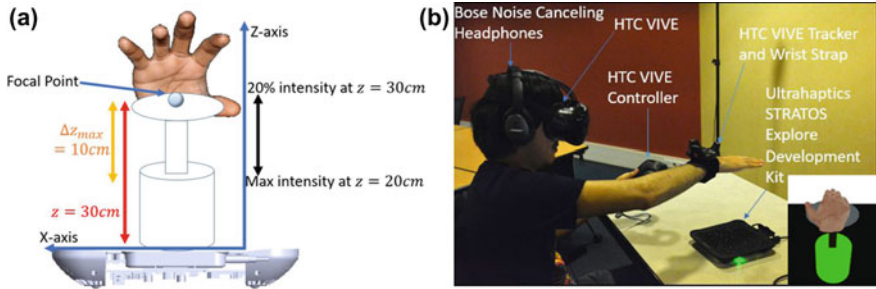 (a)
Z-axis
Focal Point
20% intensity at z = 30cm
Δz_max
= 10cm
Max intensity at z = 20cm
z = 30cm
X-axis
(b)
Bose Noise Canceling
Headphones
HTC VIVE
HTC VIVE
Controller
HTC VIVE Tracker
and Wrist Strap
Ultrahaptics
STRATOS
Explore
Development
Kit